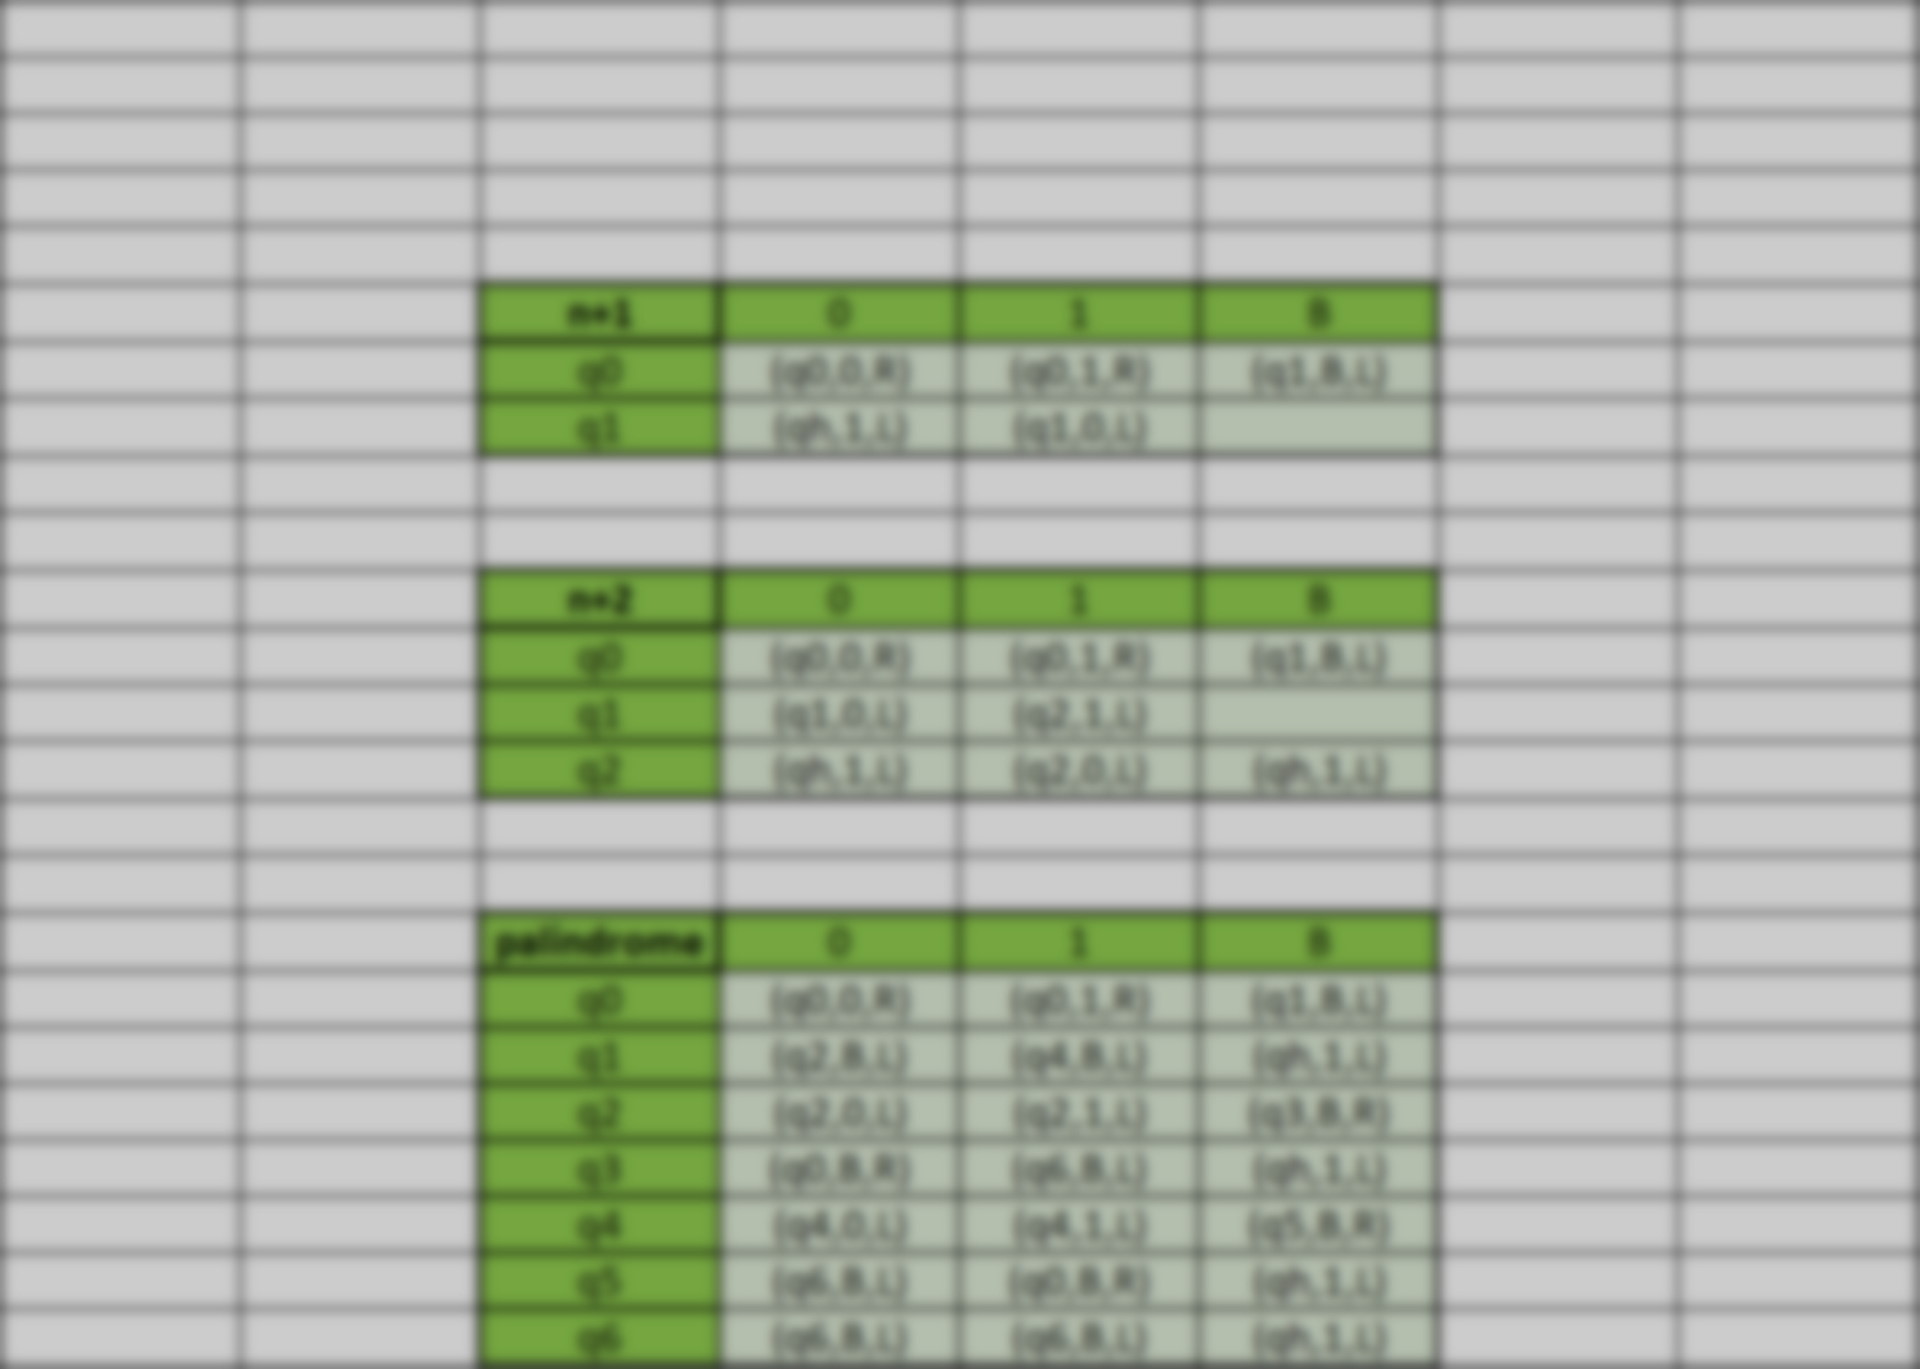 n+1 0 1 B
q0 (q0,0,R) (q0,1,R) (q1,B,L)
q1 (qh,1,L) (q1,0,L)
n+2 0 1 B
q0 (q0,0,R) (q0,1,R) (q1,B,L)
q1 (q1,0,L) (q2,1,L)
q2 (qh,1,L) (q2,0,L) (qh,1,L)
palindrome 0 1 B
q0 (q0,0,R) (q0,1,R) (q1,B,L)
q1 (q2,B,L) (q4,B,L) (qh,1,L)
q2 (q2,0,L) (q2,1,L) (q3,B,R)
q3 (q0,B,R) (q6,B,L) (qh,1,L)
q4 (q4,0,L) (q4,1,L) (q5,B,R)
q5 (q6,B,L) (q0,B,R) (qh,1,L)
q6 (q6,B,L) (q6,B,L) (qh,1,L)